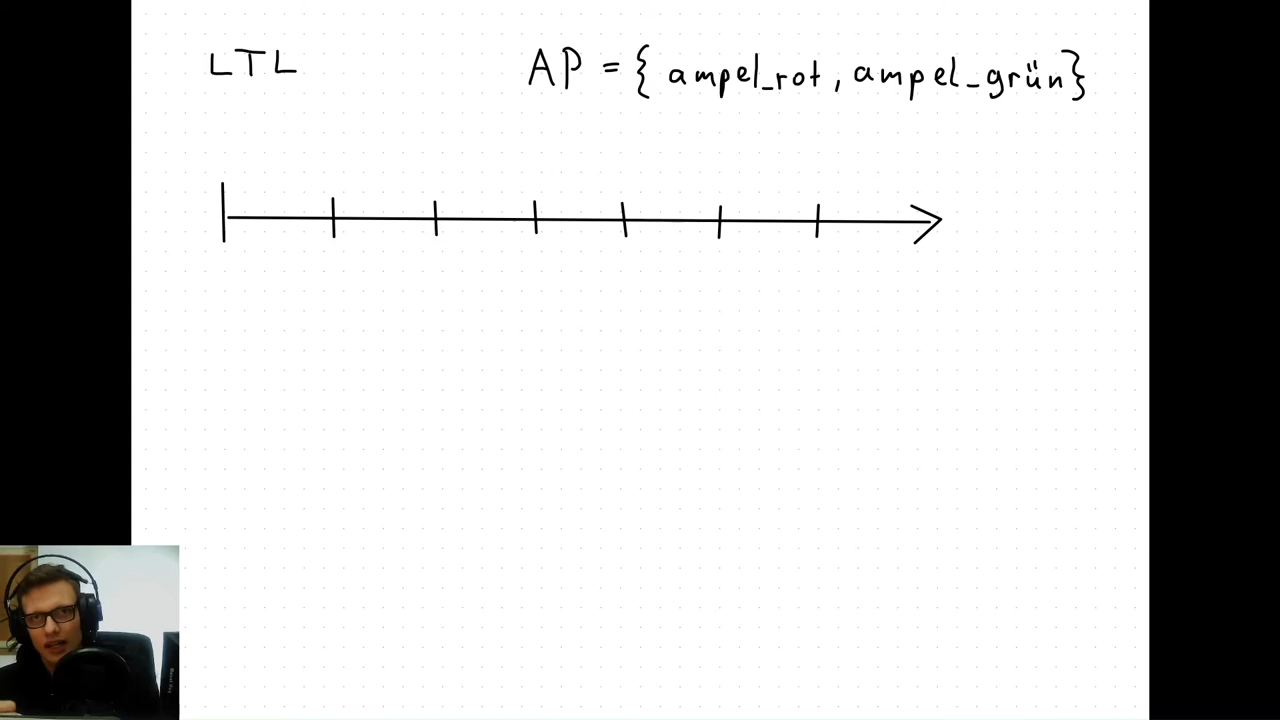 LTL
AP = { ampel_rot, ampel_grün}